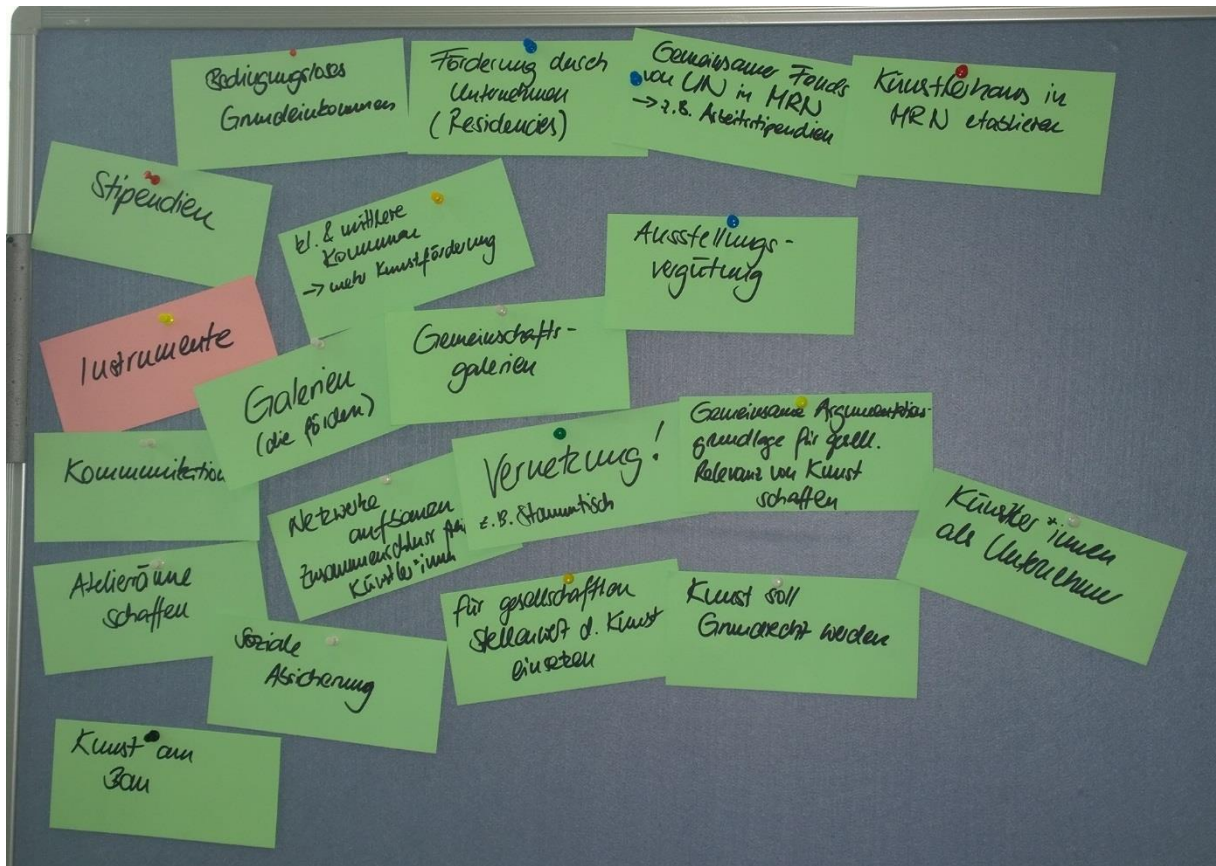 Bedingungsloses
Grundeinkommen
Förderung durch
Unternehmen
(Residencies)
Gemeinsamer Fonds
von UN in MRN
→ z.B. Arbeitsstipendien
Künstlerhaus in
MRN etablieren
Stipendien
kl. & mittlere
Kommunen
→ mehr Kunstförderung
Ausstellungs-
vergütung
Instrumente
Galerien
(die fördern)
Gemeinschafts-
galerien
Kommunikation
Netzwerke
aufbauen
Zusammenschluss
Künstler*innen
Vernetzung!
z.B. Stammtisch
Gemeinsame Argumentations-
grundlage für gesell.
Relevanz von Kunst
schaffen
Künstler*innen
als Unternehmer
Atelierräume
schaffen
Soziale
Absicherung
für gesellschaftlichen
Stellenwert d. Kunst
einsetzen
Kunst soll
Grundrecht werden
Kunst am
Bau